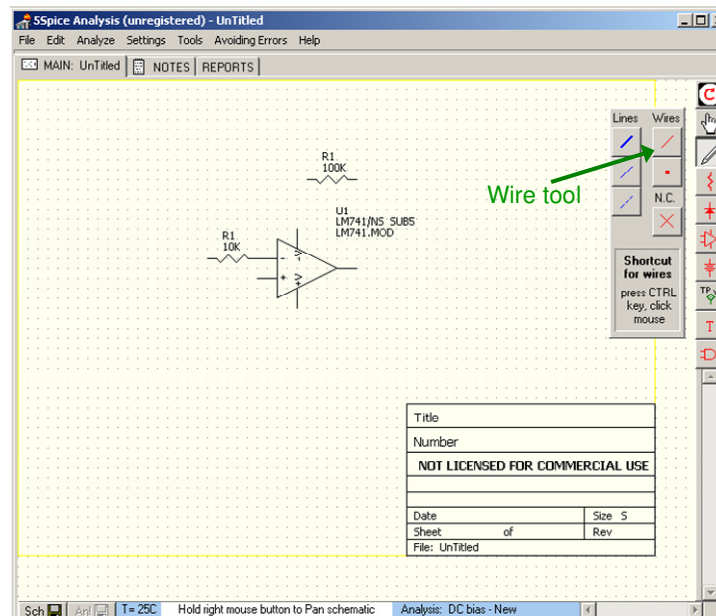 5Spice Analysis (unregistered) - UnTitled
File Edit Analyze Settings Tools Avoiding Errors Help
MAIN: UnTitled NOTES REPORTS
Lines Wires
R1
100K
Wire tool
N.C.
U1
LM741/NS SUB5
LM741.MOD
R1
10K
Shortcut
for wires
press CTRL
key, click
mouse
TP
T
Title
Number
NOT LICENSED FOR COMMERCIAL USE
Date Size S
Sheet of Rev
File: UnTitled
Sch Anl T= 25C Hold right mouse button to Pan schematic Analysis: DC bias - New